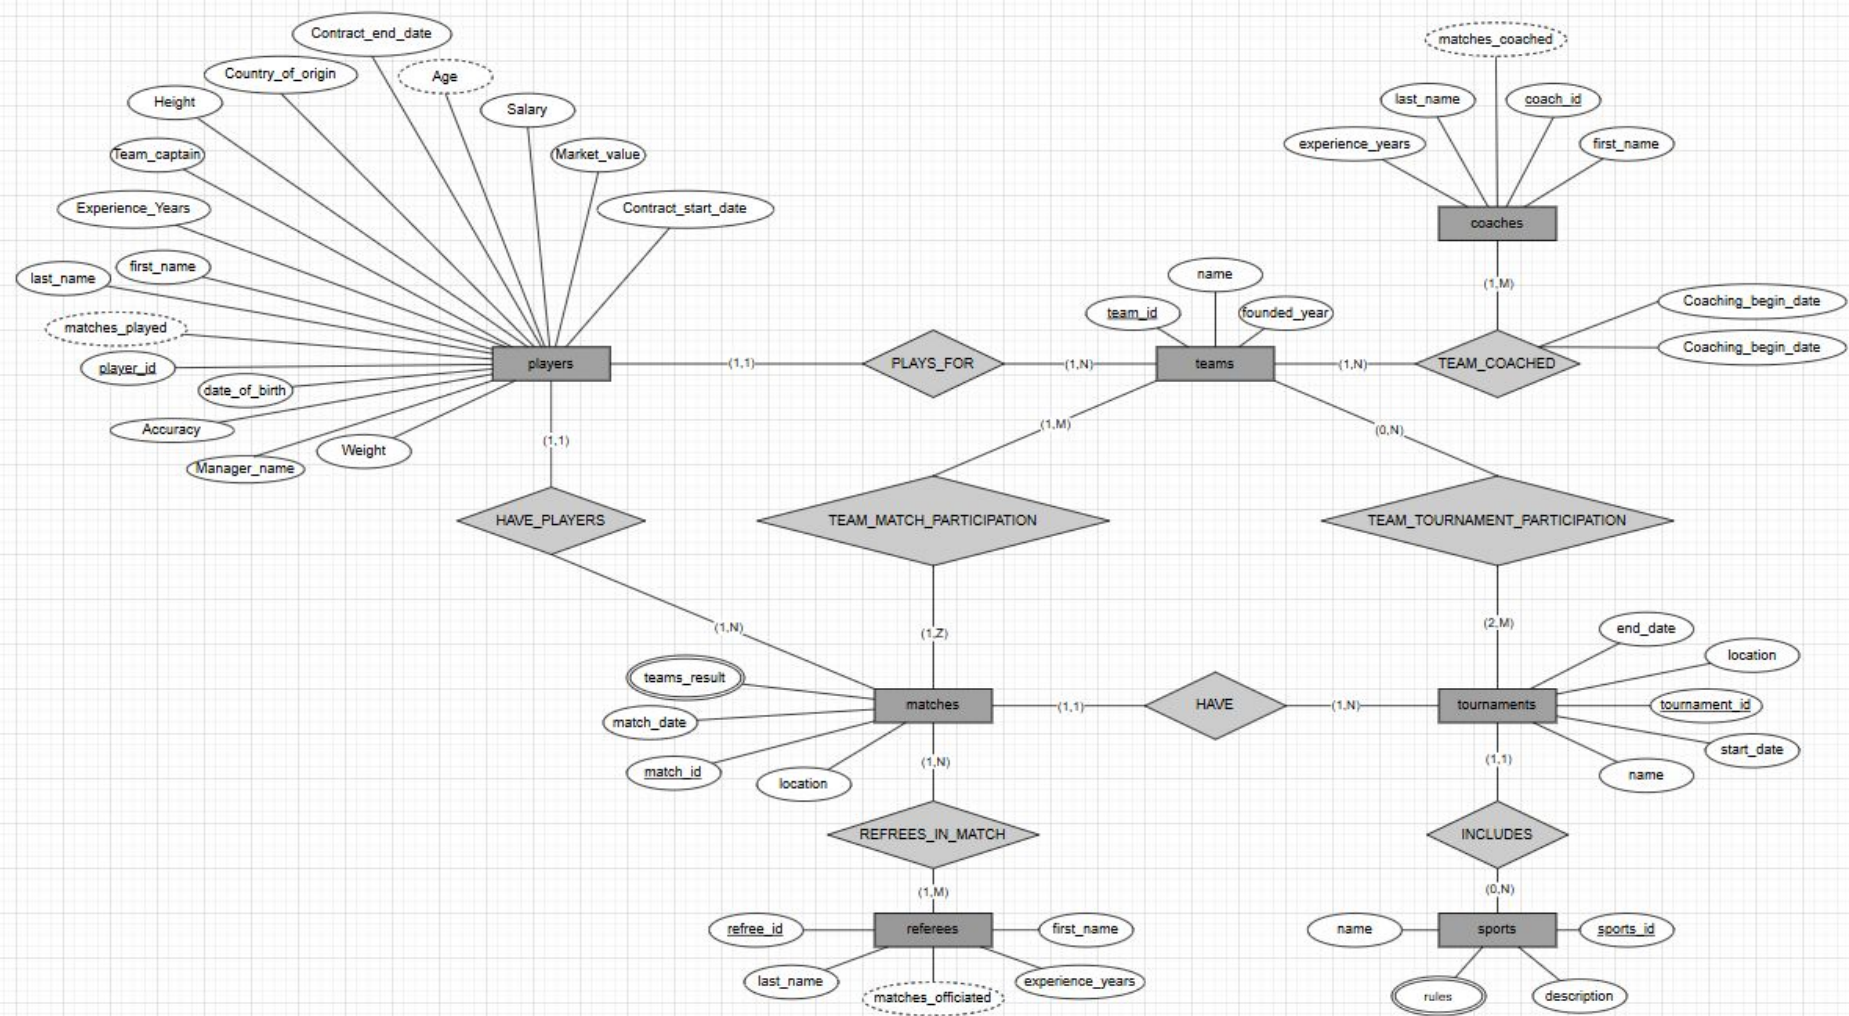 Contract_end_date
matches_coached
Country_of_origin
Age
Height
Salary
last_name
coach_id
Team_captain
Market_value
experience_years
first_name
Experience_Years
Contract_start_date
coaches
first_name
last_name
name
(1,M)
Coaching_begin_date
matches_played
team_id
founded_year
Coaching_begin_date
player_id
players
(1,1)
PLAYS_FOR
(1,N)
teams
(1,N)
TEAM_COACHED
date_of_birth
Accuracy
(1,M)
(0,N)
Manager_name
Weight
(1,1)
HAVE_PLAYERS
TEAM_MATCH_PARTICIPATION
TEAM_TOURNAMENT_PARTICIPATION
(1,N)
(1,Z)
(2,M)
end_date
teams_result
location
matches
(1,1)
HAVE
(1,N)
tournaments
tournament_id
match_date
start_date
match_id
location
(1,N)
(1,1)
name
REFREES_IN_MATCH
INCLUDES
(1,M)
(0,N)
refree_id
referees
first_name
name
sports
sports_id
last_name
matches_officiated
experience_years
rules
description